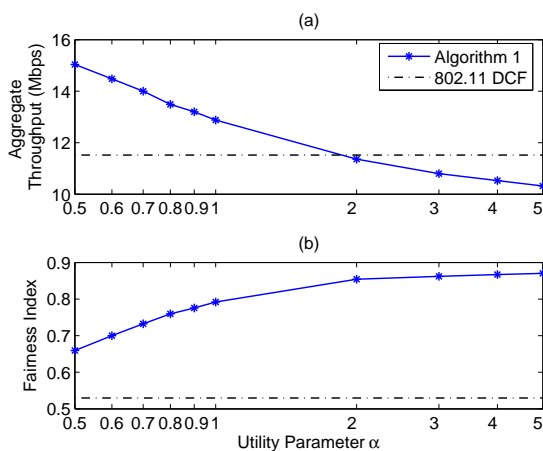 (a)
Aggregate
Throughput (Mbps)
16
14
12
10
Algorithm 1
802.11 DCF
0.5 0.6 0.7 0.8 0.9 1 2 3 4 5
(b)
Fairness Index
0.9
0.8
0.7
0.6
0.5
0.5 0.6 0.7 0.8 0.9 1 2 3 4 5
Utility Parameter α